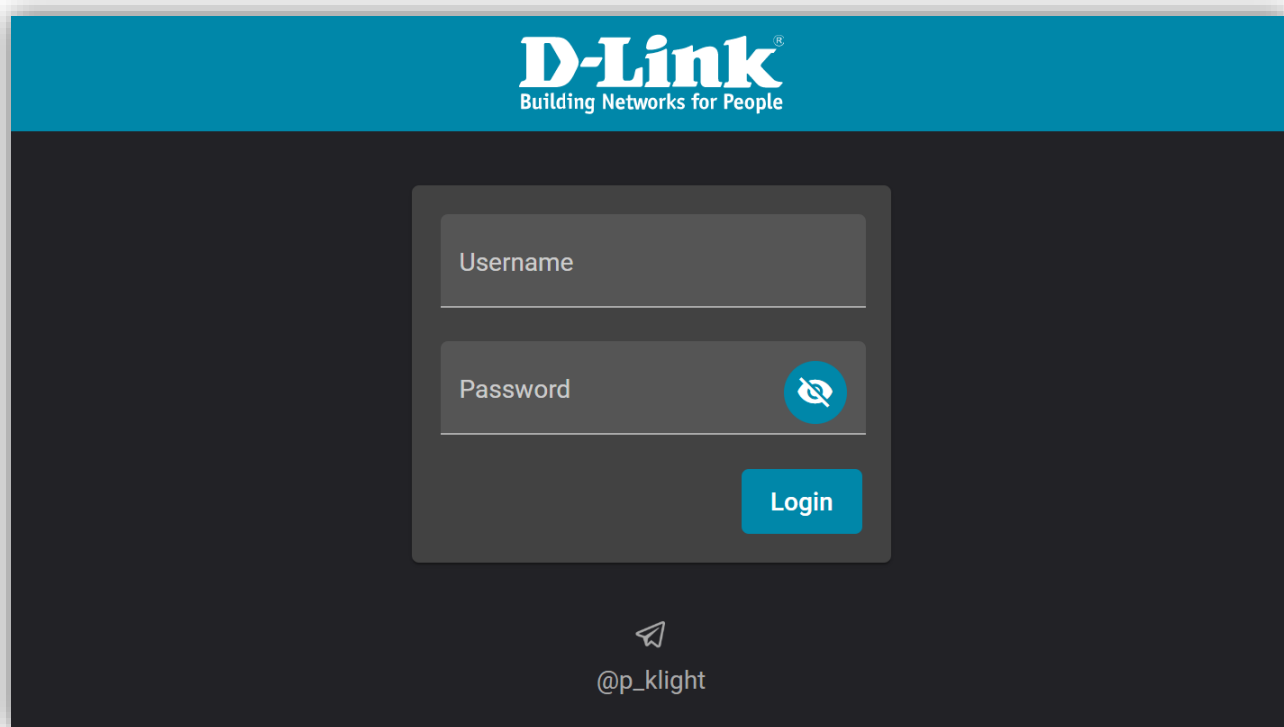 D-Link®
Building Networks for People
Username
Password
Login
@p_klight